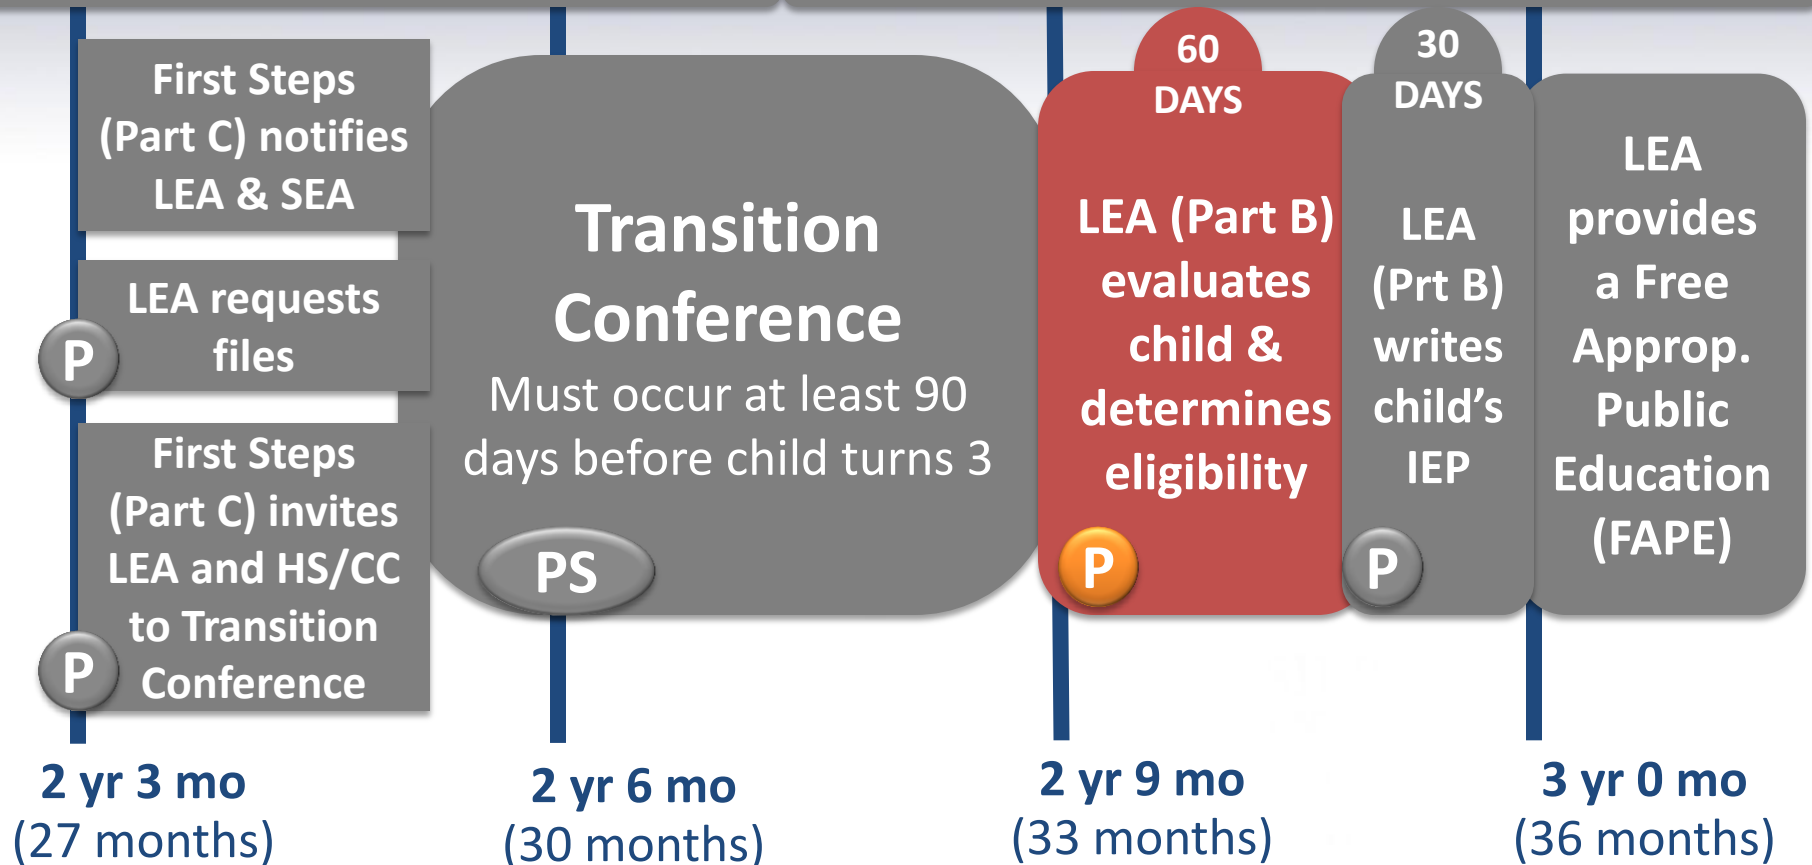 First Steps
(Part C) notifies
LEA & SEA
LEA requests
files
P
First Steps
(Part C) invites
LEA and HS/CC
to Transition
Conference
P
Transition
Conference
Must occur at least 90
days before child turns 3
PS
60
DAYS
LEA (Part B)
evaluates
child &
determines
eligibility
P
30
DAYS
LEA
(Prt B)
writes
child's
IEP
P
LEA
provides
a Free
Approp.
Public
Education
(FAPE)
2 yr 3 mo
(27 months)
2 yr 6 mo
(30 months)
2 yr 9 mo
(33 months)
3 yr 0 mo
(36 months)